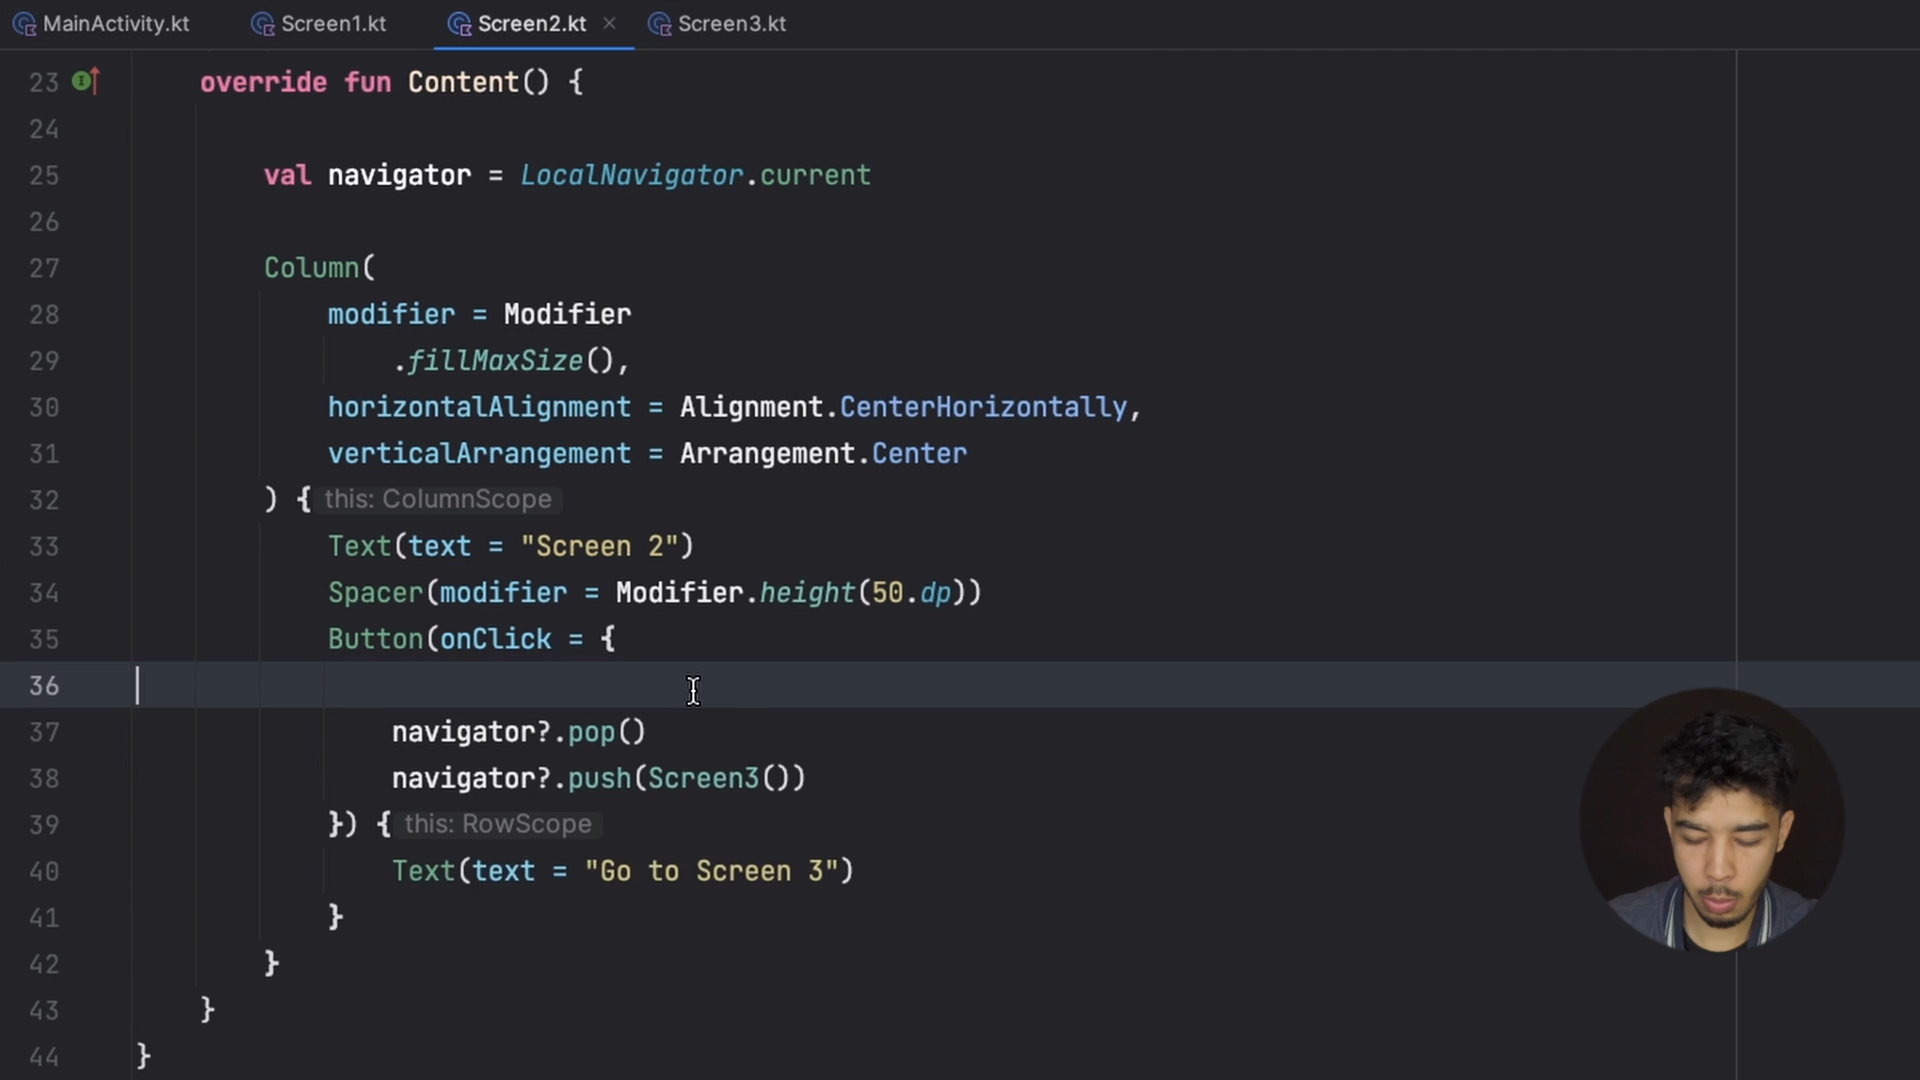 MainActivity.kt Screen1.kt Screen2.kt Screen3.kt
23 override fun Content() {
24
25 val navigator = LocalNavigator.current
26
27 Column(
28 modifier = Modifier
29 .fillMaxSize(),
30 horizontalAlignment = Alignment.CenterHorizontally,
31 verticalArrangement = Arrangement.Center
32 ) { this: ColumnScope
33 Text(text = "Screen 2")
34 Spacer(modifier = Modifier.height(50.dp))
35 Button(onClick = {
36
37 navigator?.pop()
38 navigator?.push(Screen3())
39 }) { this: RowScope
40 Text(text = "Go to Screen 3")
41 }
42 }
43 }
44 }